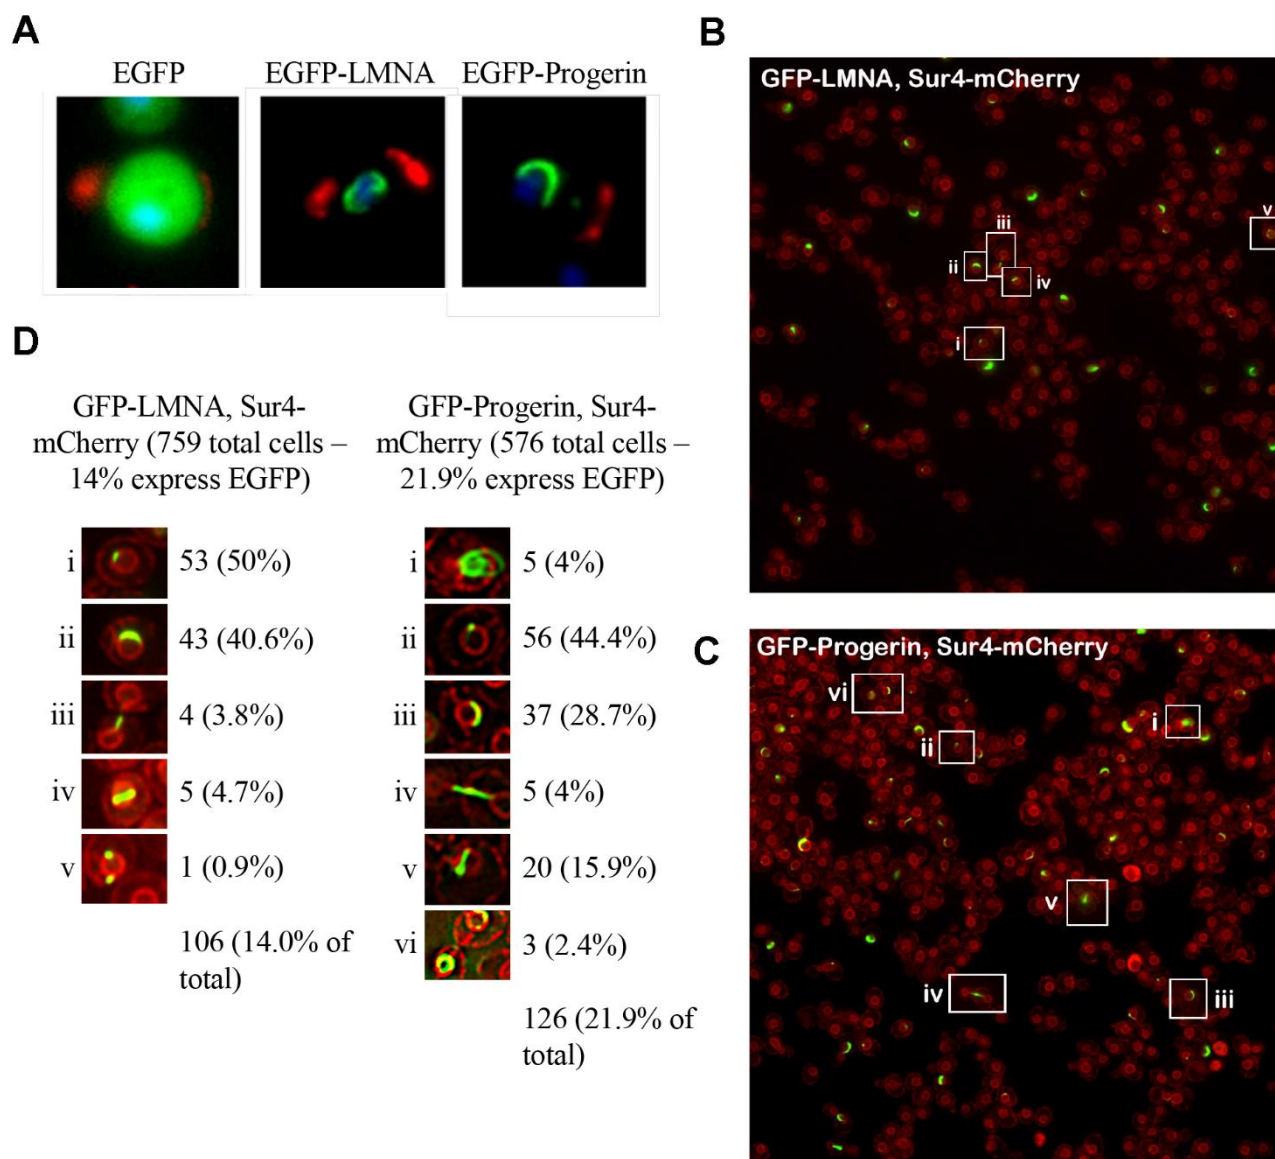 A
EGFP
EGFP-LMNA
EGFP-Progerin
B
GFP-LMNA, Sur4-mCherry
v
iii
ii
iv
i
D
GFP-LMNA, Sur4-
mCherry (759 total cells –
14% express EGFP)
i 53 (50%)
ii 43 (40.6%)
iii 4 (3.8%)
iv 5 (4.7%)
v 1 (0.9%)
106 (14.0% of
total)
GFP-Progerin, Sur4-
mCherry (576 total cells –
21.9% express EGFP)
i 5 (4%)
ii 56 (44.4%)
iii 37 (28.7%)
iv 5 (4%)
v 20 (15.9%)
vi 3 (2.4%)
126 (21.9% of
total)
C
GFP-Progerin, Sur4-mCherry
vi
i
ii
v
iv
iii